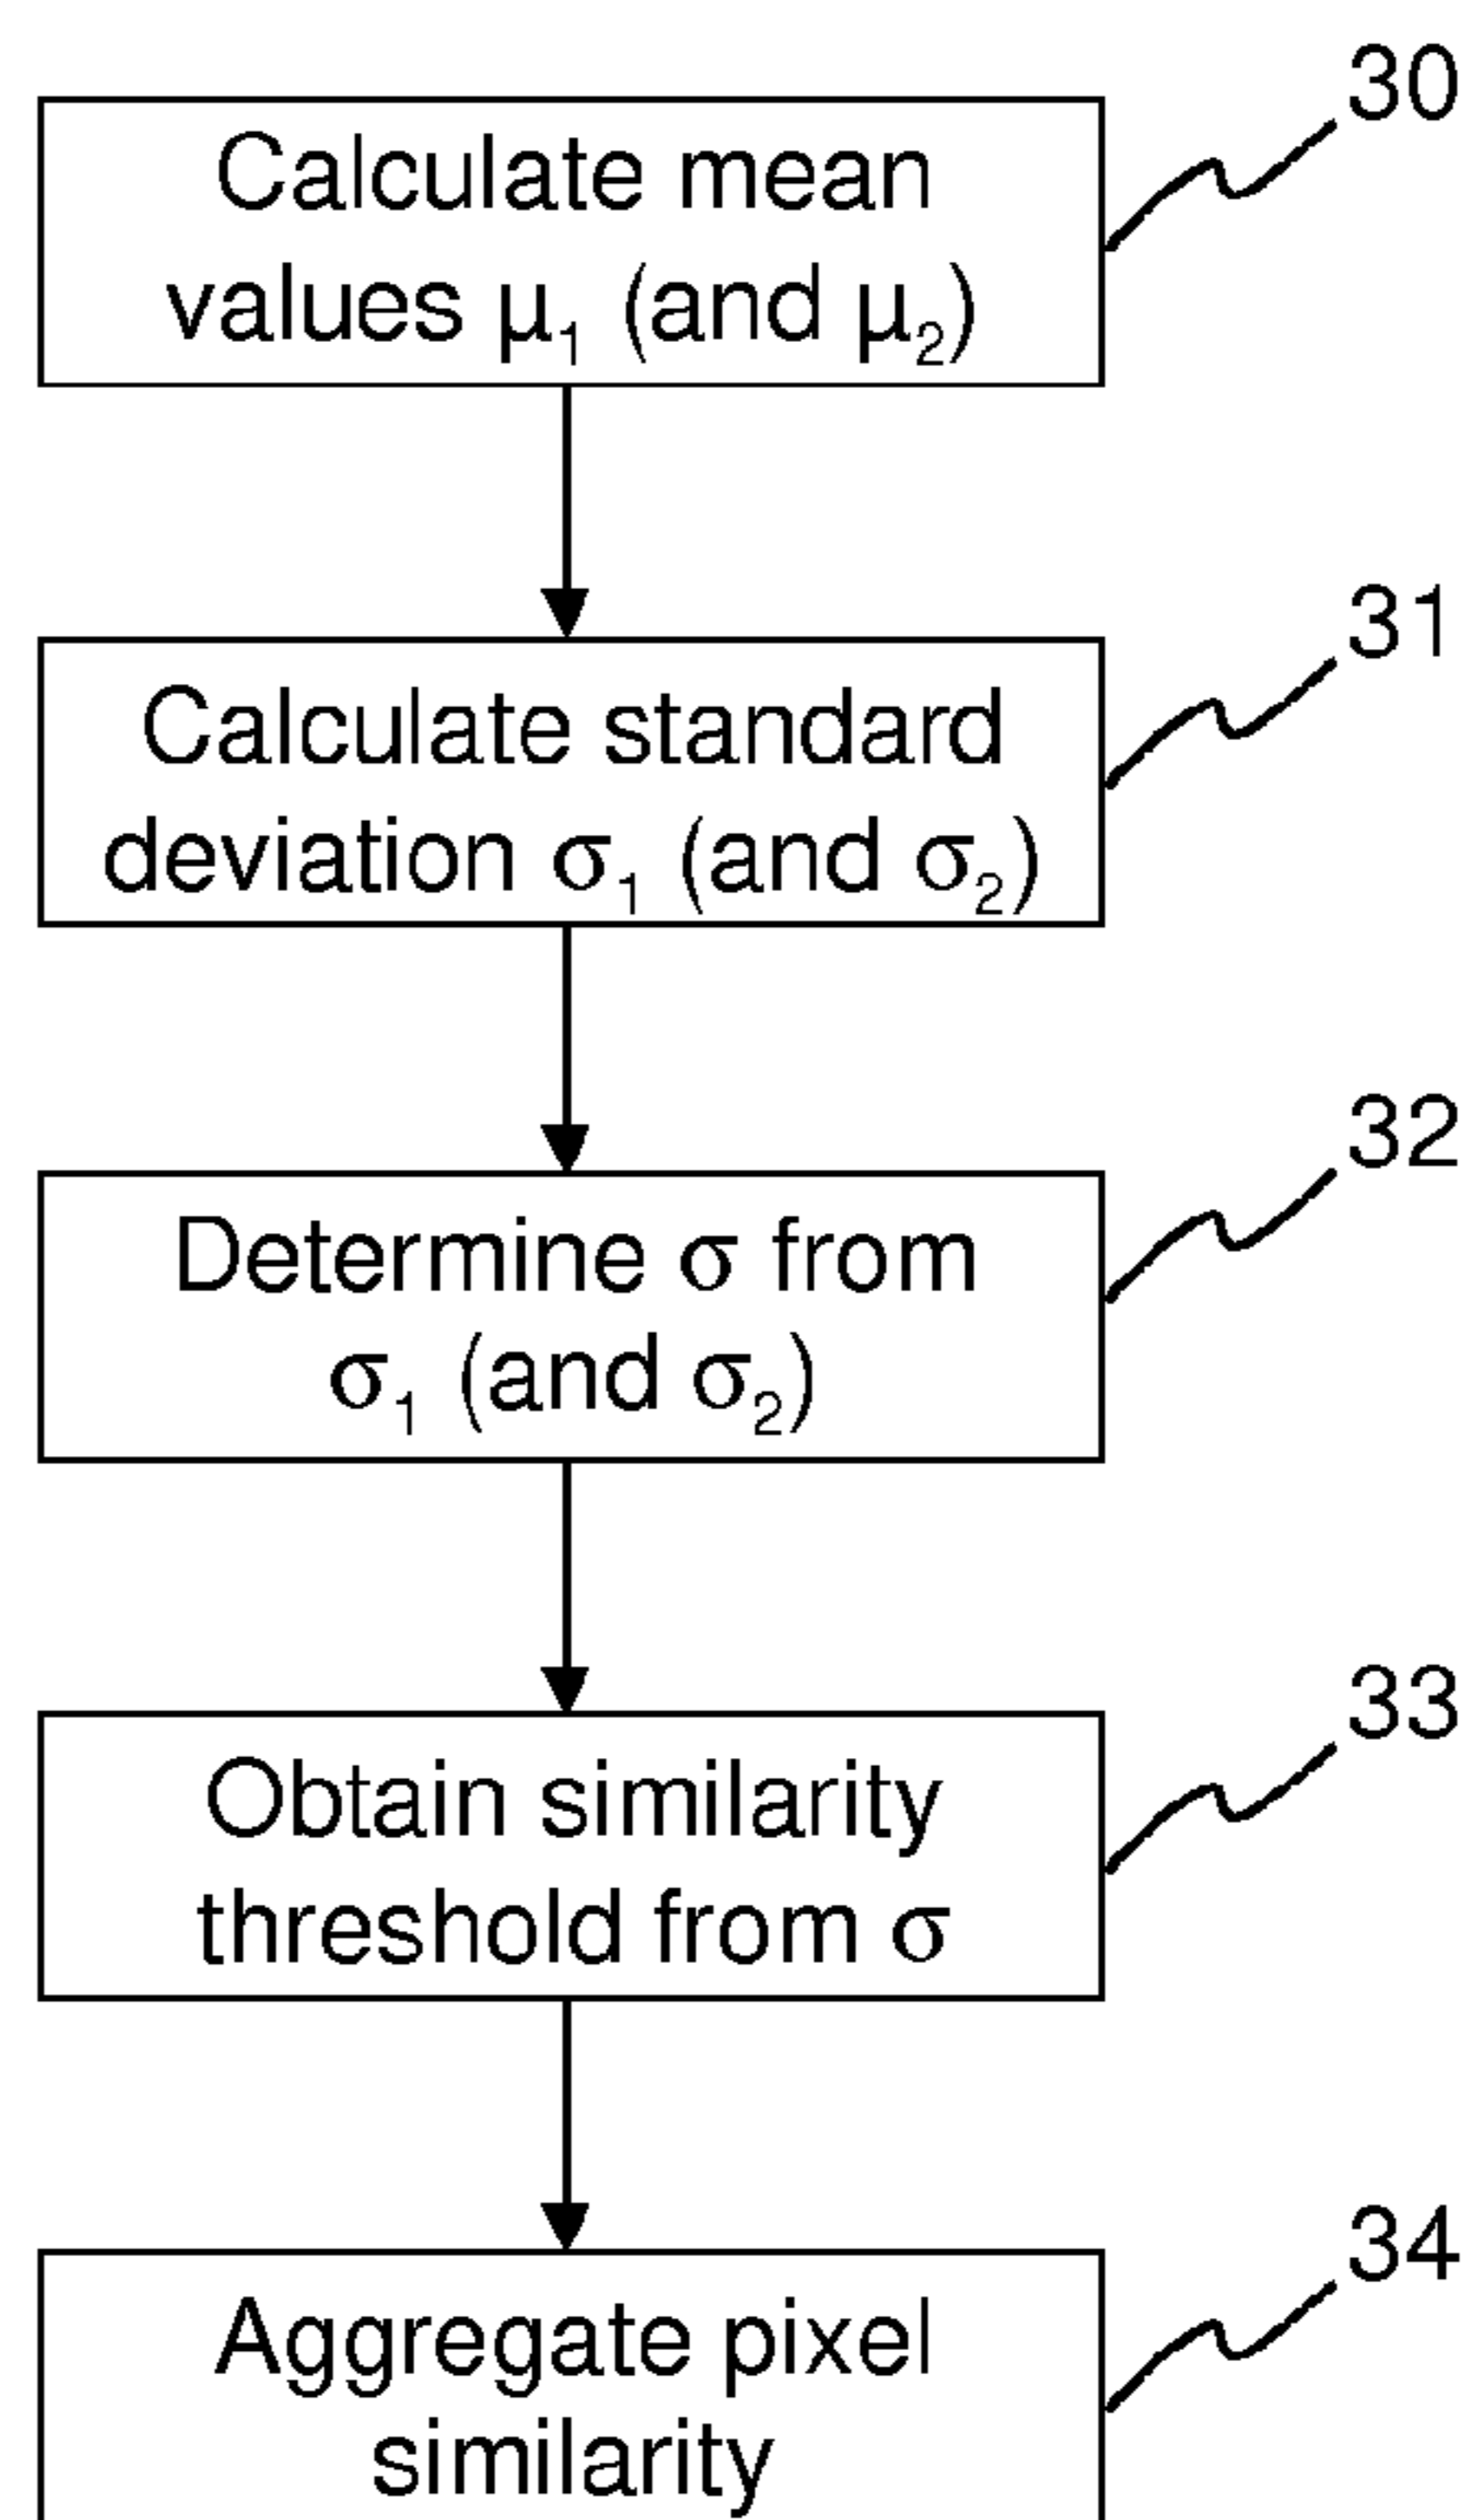 30
Calculate mean
values μ₁ (and μ₂)
31
Calculate standard
deviation σ₁ (and σ₂)
32
Determine σ from
σ₁ (and σ₂)
33
Obtain similarity
threshold from σ
34
Aggregate pixel
similarity